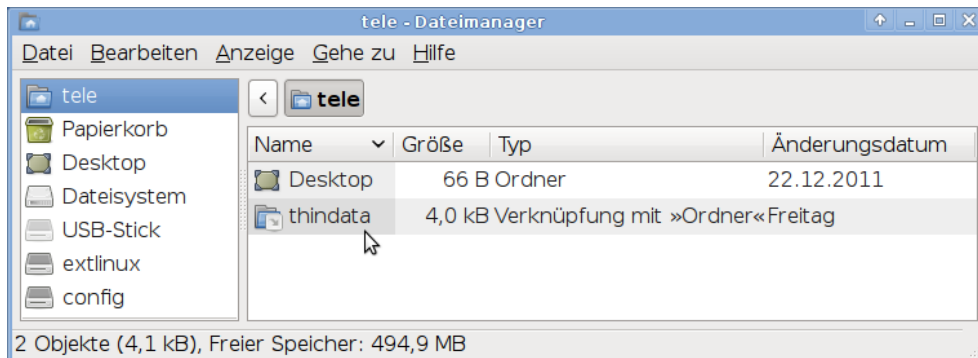 tele - Dateimanager
Datei Bearbeiten Anzeige Gehe zu Hilfe
tele
Papierkorb
Desktop
Dateisystem
USB-Stick
extlinux
config
tele
Name Größe Typ Änderungsdatum
Desktop 66 B Ordner 22.12.2011
thindata 4,0 kB Verknüpfung mit »Ordner« Freitag
2 Objekte (4,1 kB), Freier Speicher: 494,9 MB